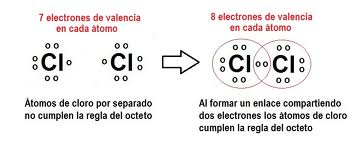 7 electrones de valencia
en cada átomo
8 electrones de valencia
en cada átomo
Cl Cl
Cl Cl
Átomos de cloro por separado
no cumplen la regla del octeto
Al formar un enlace compartiendo
dos electrones los átomos de cloro
cumplen la regla del octeto